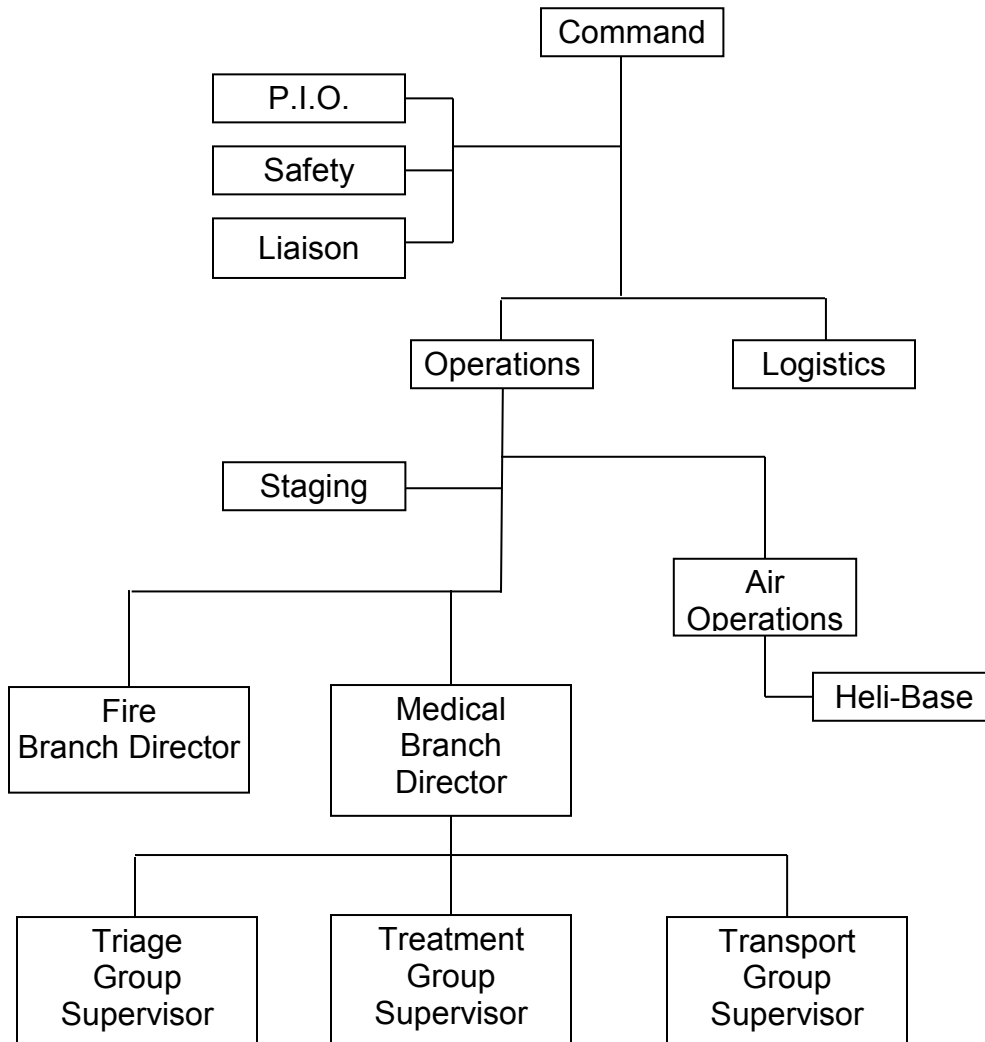 Command
P.I.O.
Safety
Liaison
Operations
Logistics
Staging
Air
Operations
Heli-Base
Fire
Branch Director
Medical
Branch
Director
Triage
Group
Supervisor
Treatment
Group
Supervisor
Transport
Group
Supervisor